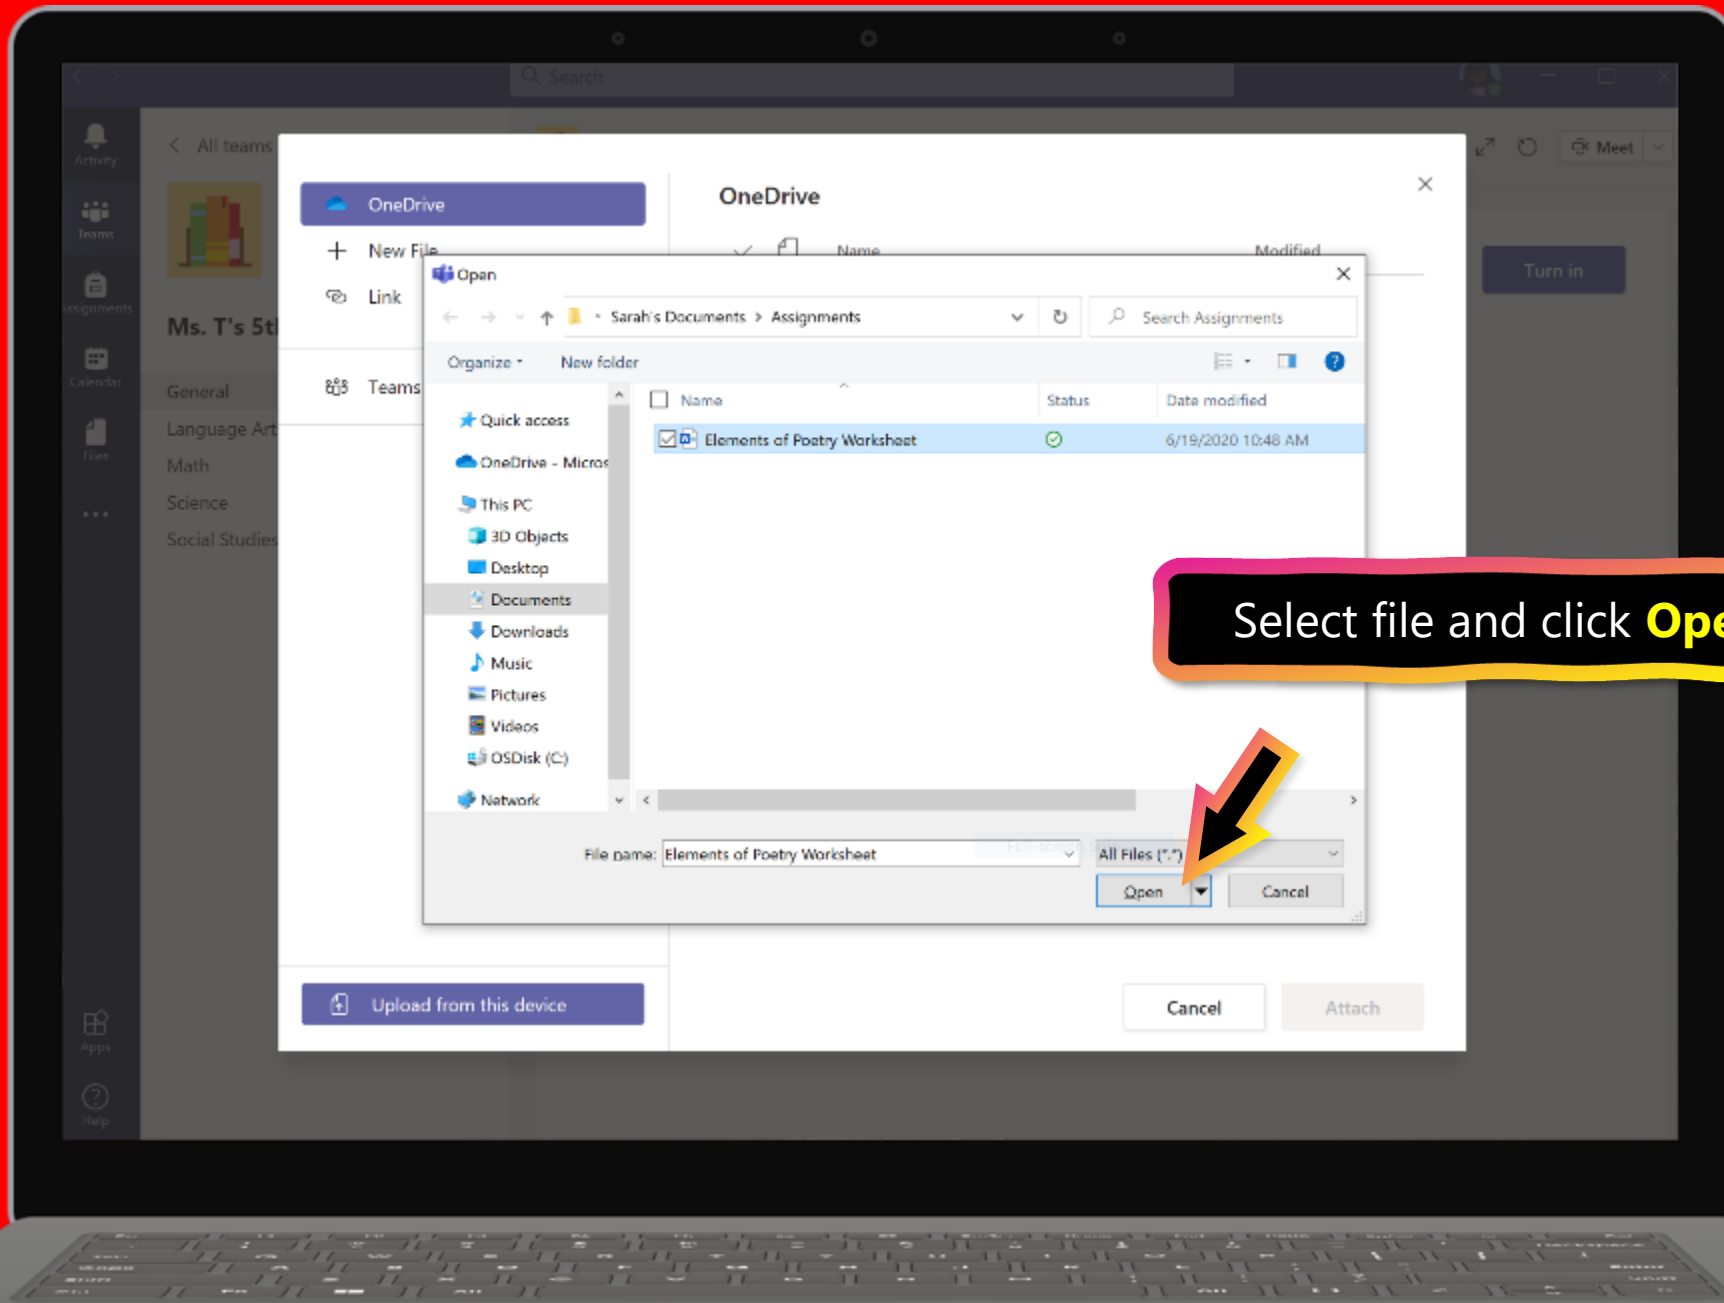 Search
Activity
Teams
Assignments
Calendar
Files
Apps
Help
All teams
Ms. T's 5th
General
Language Art
Math
Science
Social Studies
Meet
Turn in
OneDrive
New File
Link
Teams
Upload from this device
OneDrive
Name Modified
Open
Sarah's Documents > Assignments
Search Assignments
Organize New folder
Name Status Date modified
Elements of Poetry Worksheet 6/19/2020 10:48 AM
Quick access
OneDrive - Micros
This PC
3D Objects
Desktop
Documents
Downloads
Music
Pictures
Videos
OSDisk (C:)
Network
File name: Elements of Poetry Worksheet All Files (*.*)
Open Cancel
Cancel Attach
Select file and click Ope